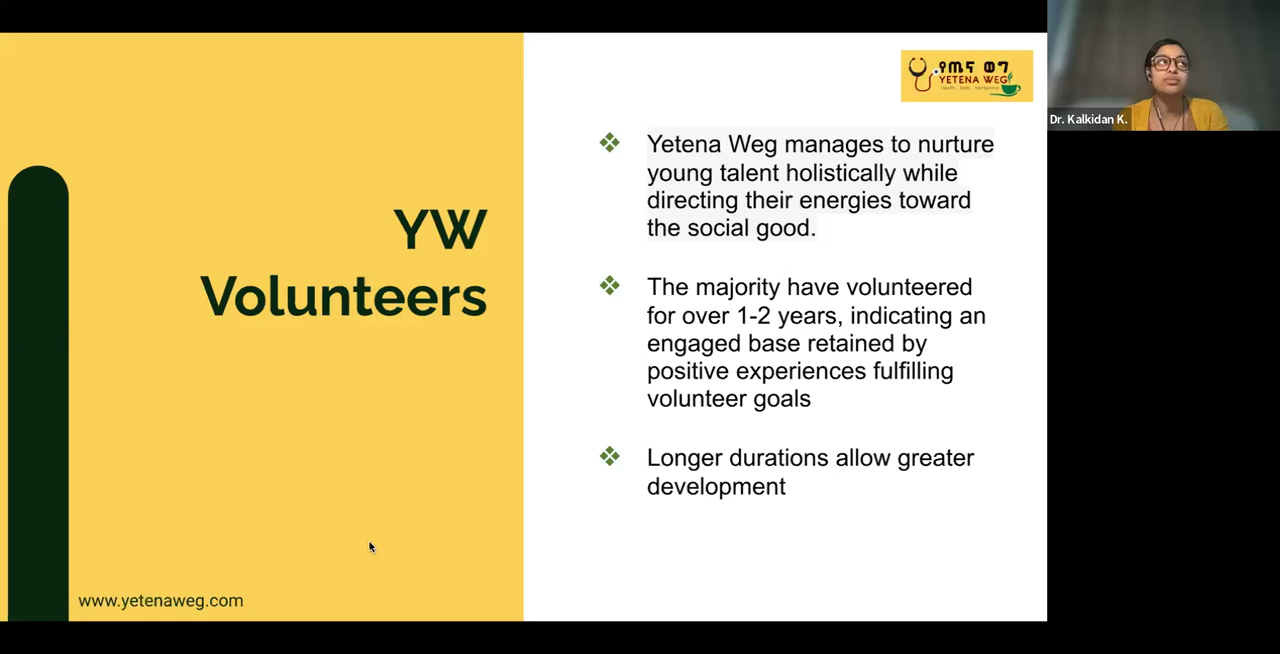 YW
Volunteers
www.yetenaweg.com
የጤና ወግ
YETENA WEG
❖ Yetena Weg manages to nurture
young talent holistically while
directing their energies toward
the social good.
❖ The majority have volunteered
for over 1-2 years, indicating an
engaged base retained by
positive experiences fulfilling
volunteer goals
❖ Longer durations allow greater
development
Dr. Kalkidan K.